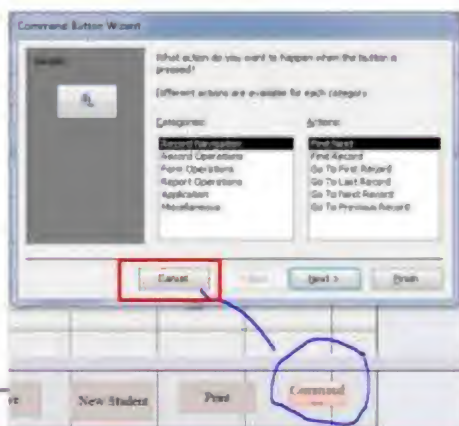 Command Button Wizard
What action do you want to happen when the button is
pressed?
Different actions are available for each category.
Categories:
Actions:
Record Navigation
Record Operations
Form Operations
Report Operations
Application
Miscellaneous
Find Next
Find Record
Go To First Record
Go To Last Record
Go To Next Record
Go To Previous Record
Cancel
Next >
Finish
New Student
Print
Command